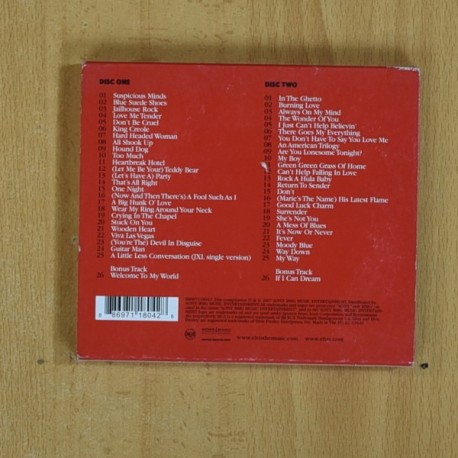 DISC ONE
01 Suspicious Minds
02 Blue Suede Shoes
03 Jailhouse Rock
04 Love Me Tender
05 Don't Be Cruel
06 King Creole
07 Hard Headed Woman
08 All Shook Up
09 Hound Dog
10 Too Much
11 Heartbreak Hotel
12 (Let Me Be Your) Teddy Bear
13 (Let's Have A) Party
14 That's All Right
15 One Night
16 (Now And Then There's) A Fool Such As I
17 A Big Hunk O' Love
18 Wear My Ring Around Your Neck
19 Crying In The Chapel
20 Stuck On You
21 Wooden Heart
22 Viva Las Vegas
23 (You're The) Devil In Disguise
24 Guitar Man
25 A Little Less Conversation (JXL single version)
Bonus Track
26 Welcome To My World
DISC TWO
01 In The Ghetto
02 Burning Love
03 Always On My Mind
04 The Wonder Of You
05 I Just Can't Help Believin'
06 There Goes My Everything
07 You Don't Have To Say You Love Me
08 An American Trilogy
09 Are You Lonesome Tonight?
10 My Boy
11 Green Green Grass Of Home
12 Can't Help Falling In Love
13 Rock A Hula Baby
14 Return To Sender
15 Don't
16 (Marie's The Name) His Latest Flame
17 Good Luck Charm
18 Surrender
19 She's Not You
20 A Mess Of Blues
21 It's Now Or Never
22 Fever
23 Moody Blue
24 Way Down
25 My Way
Bonus Track
26 If I Can Dream
8 86971 18042 8